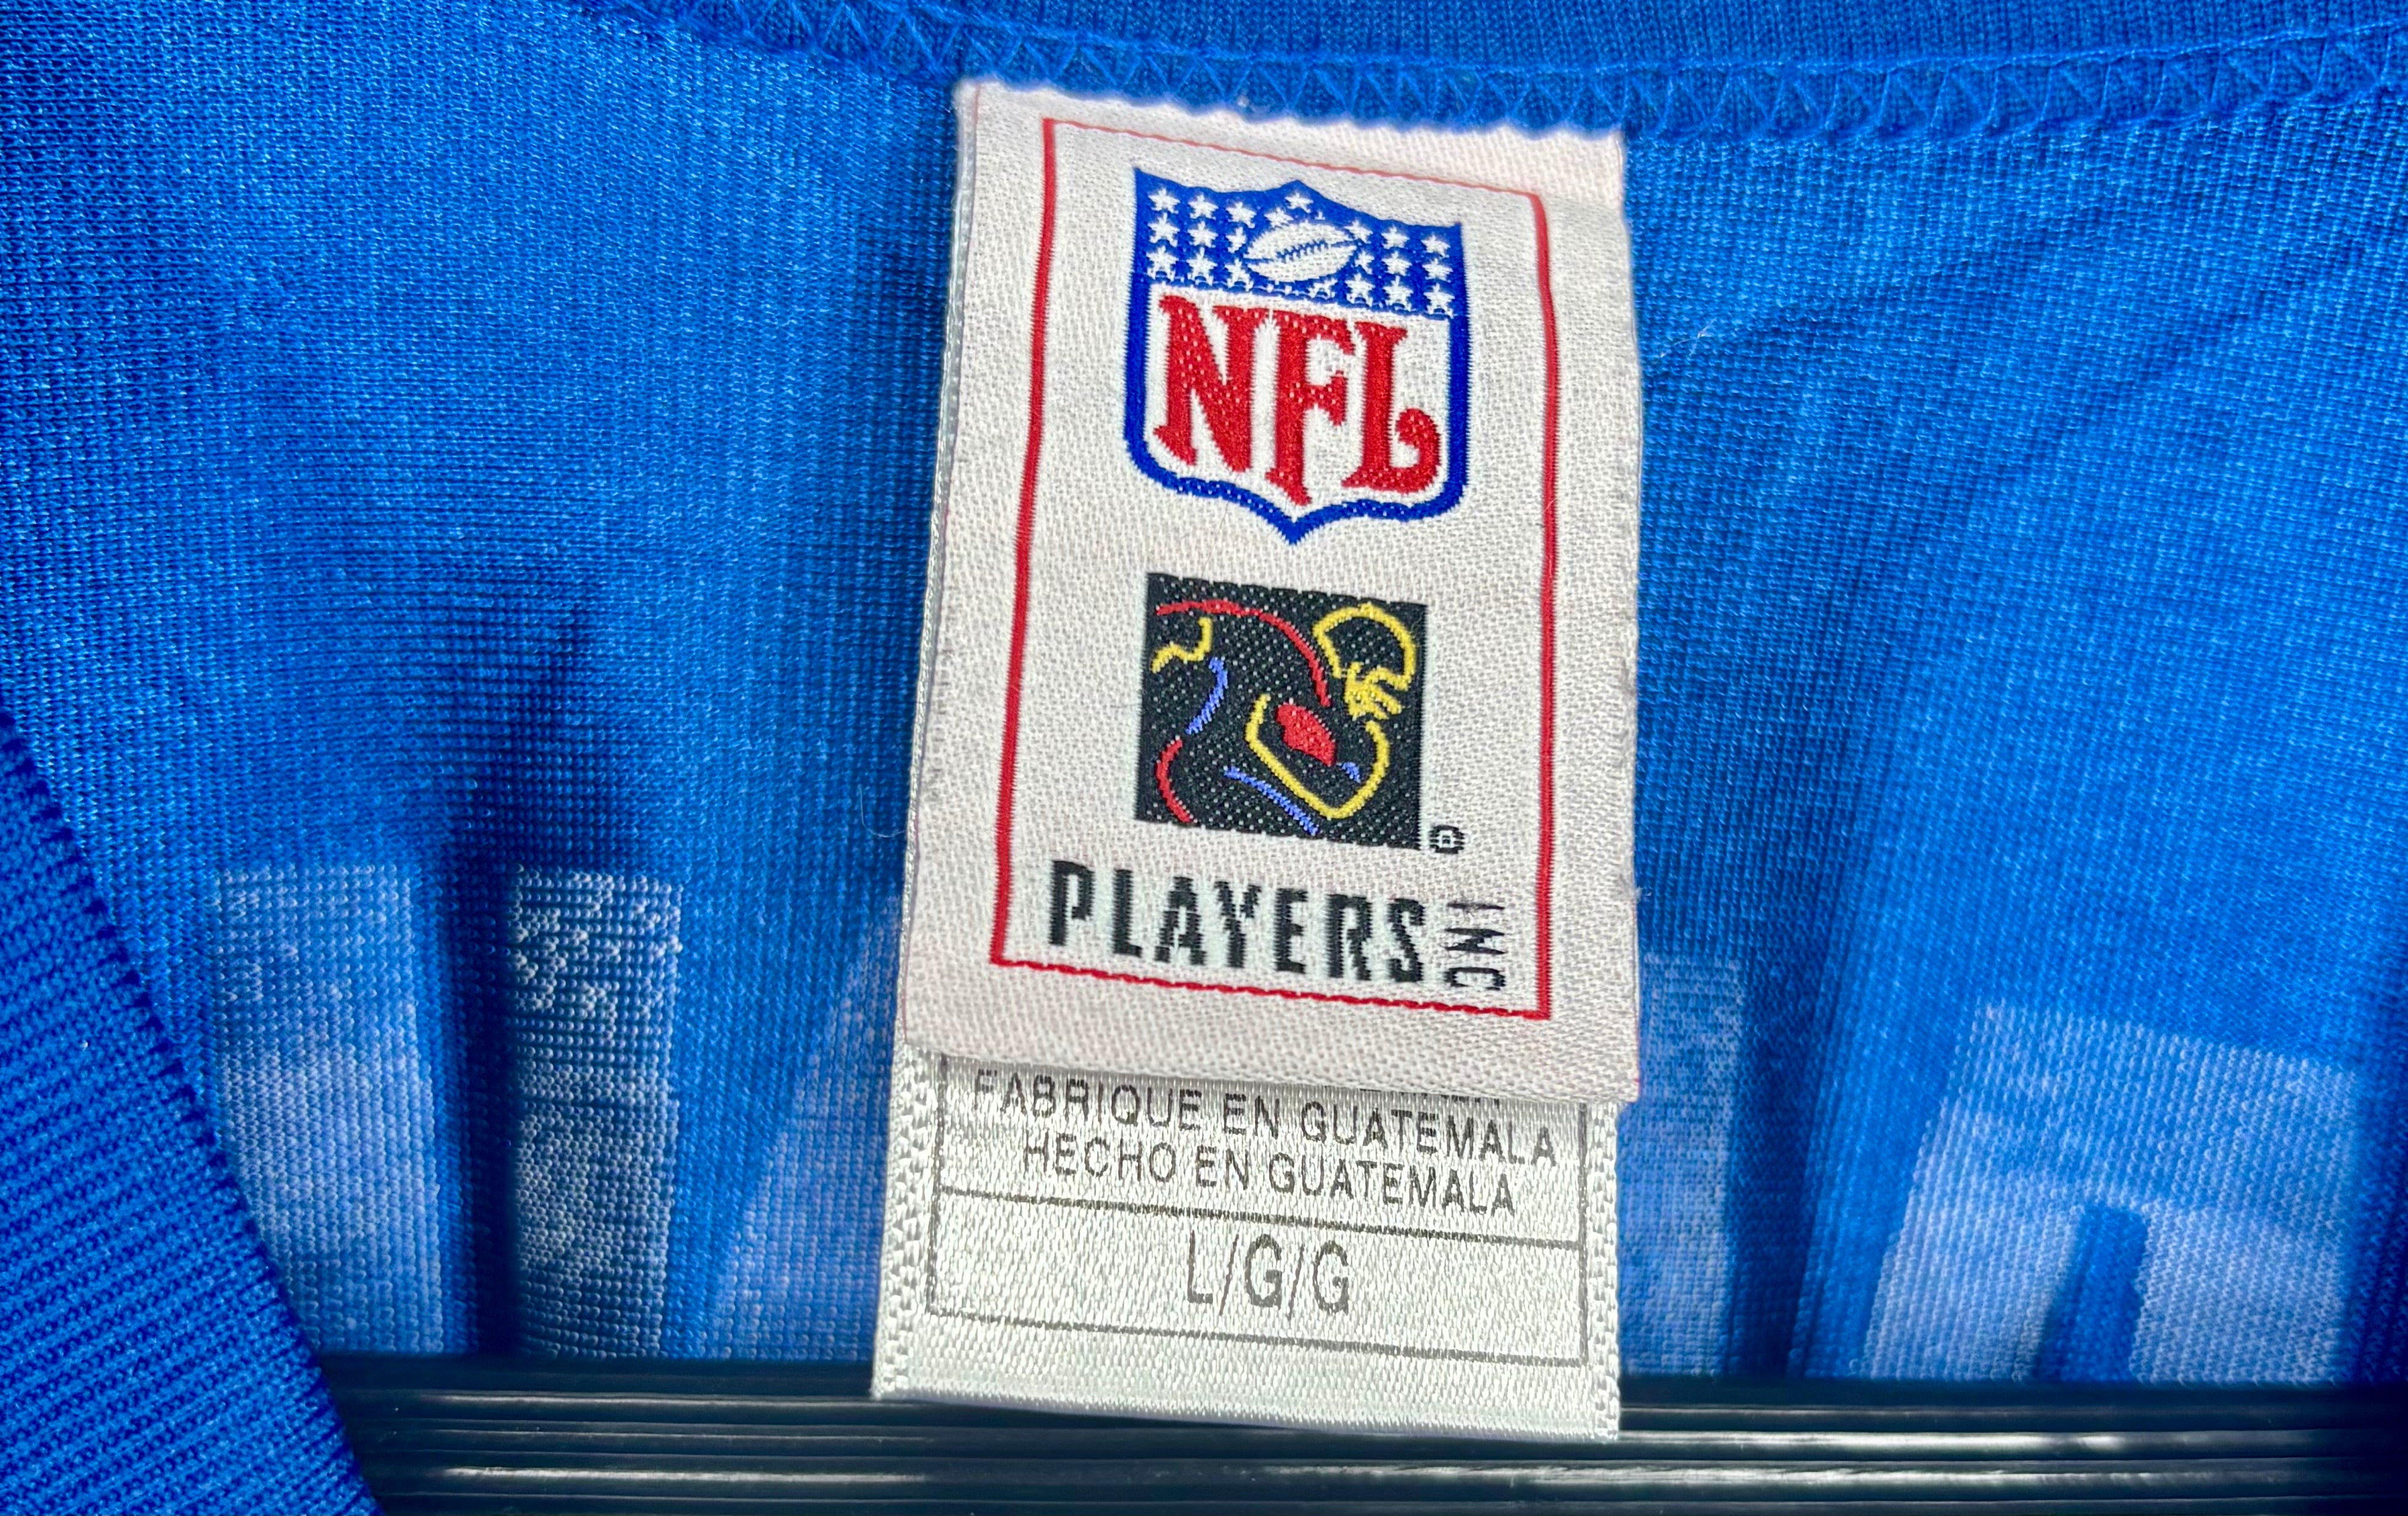 NFL
®
PLAYERS INC
FABRIQUE EN GUATEMALA
HECHO EN GUATEMALA
L/G/G